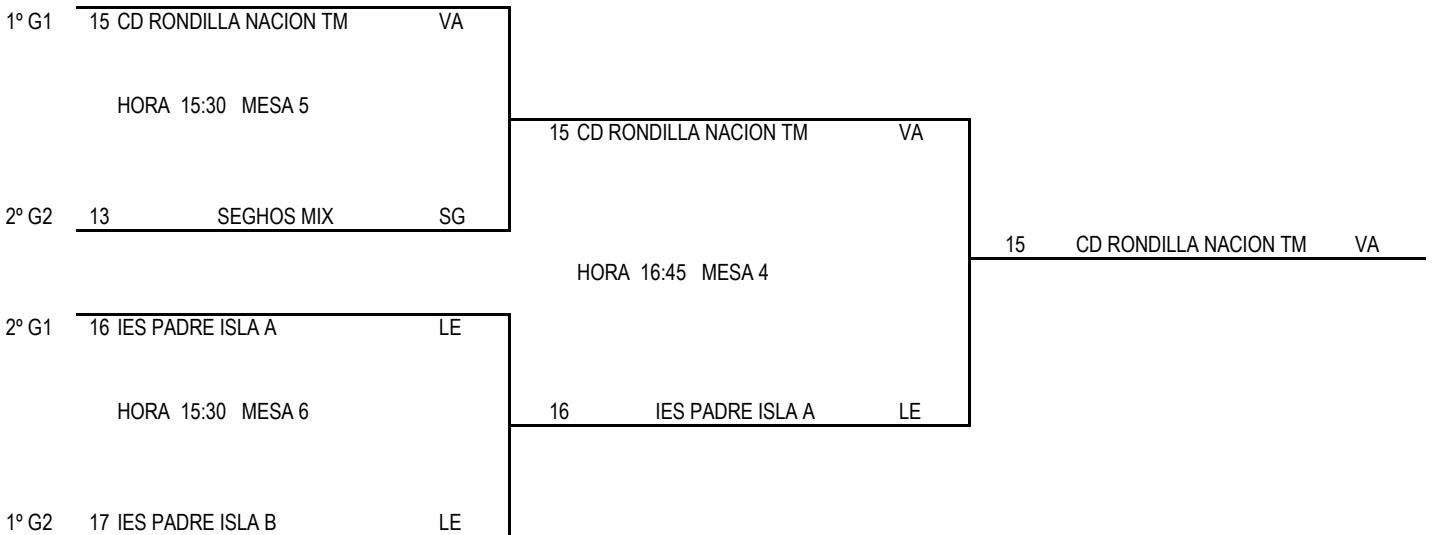 1º G1 15 CD RONDILLA NACION TM VA
HORA 15:30 MESA 5
15 CD RONDILLA NACION TM VA
2º G2 13 SEGHOS MIX SG
15 CD RONDILLA NACION TM VA
HORA 16:45 MESA 4
2º G1 16 IES PADRE ISLA A LE
HORA 15:30 MESA 6
16 IES PADRE ISLA A LE
1º G2 17 IES PADRE ISLA B LE